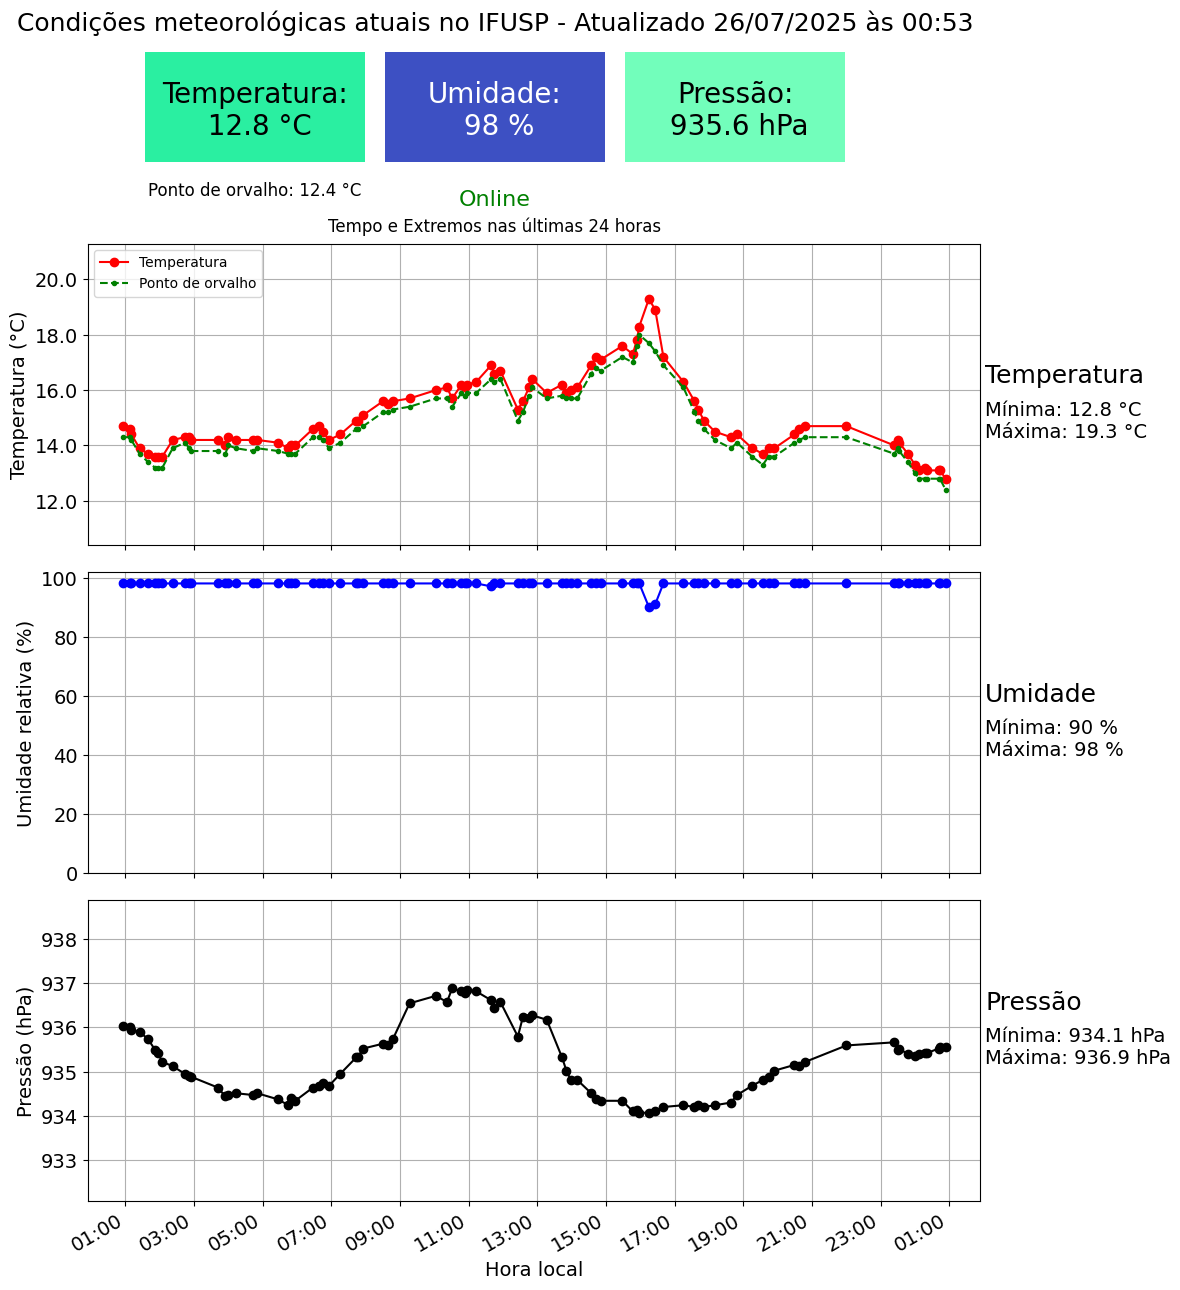 Condições meteorológicas atuais no IFUSP - Atualizado 26/07/2025 às 00:53
Temperatura:
12.8 °C
Umidade:
98 %
Pressão:
935.6 hPa
Ponto de orvalho: 12.4 °C
Online
Tempo e Extremos nas últimas 24 horas
Temperatura
Ponto de orvalho
Temperatura (°C)
20.0
18.0
16.0
14.0
12.0
Temperatura
Mínima: 12.8 °C
Máxima: 19.3 °C
Umidade relativa (%)
100
80
60
40
20
0
Umidade
Mínima: 90 %
Máxima: 98 %
Pressão (hPa)
938
937
936
935
934
933
Pressão
Mínima: 934.1 hPa
Máxima: 936.9 hPa
01:00 03:00 05:00 07:00 09:00 11:00 13:00 15:00 17:00 19:00 21:00 23:00 01:00
Hora local